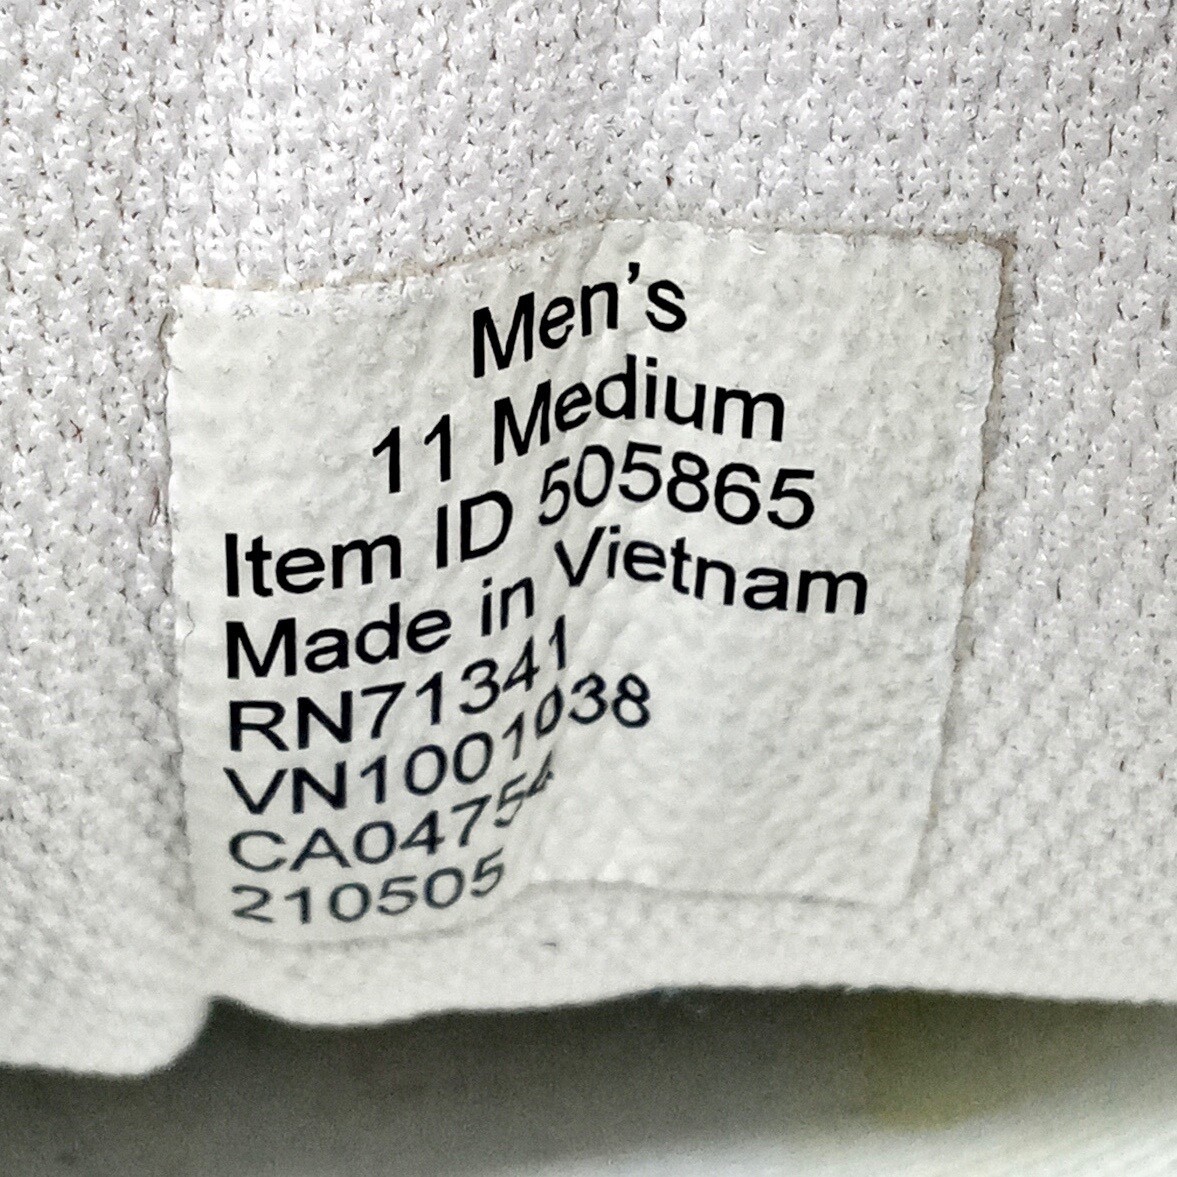 Men's
11 Medium
Item ID 505865
Made in Vietnam
RN71341
VN1001038
CA04754
210505